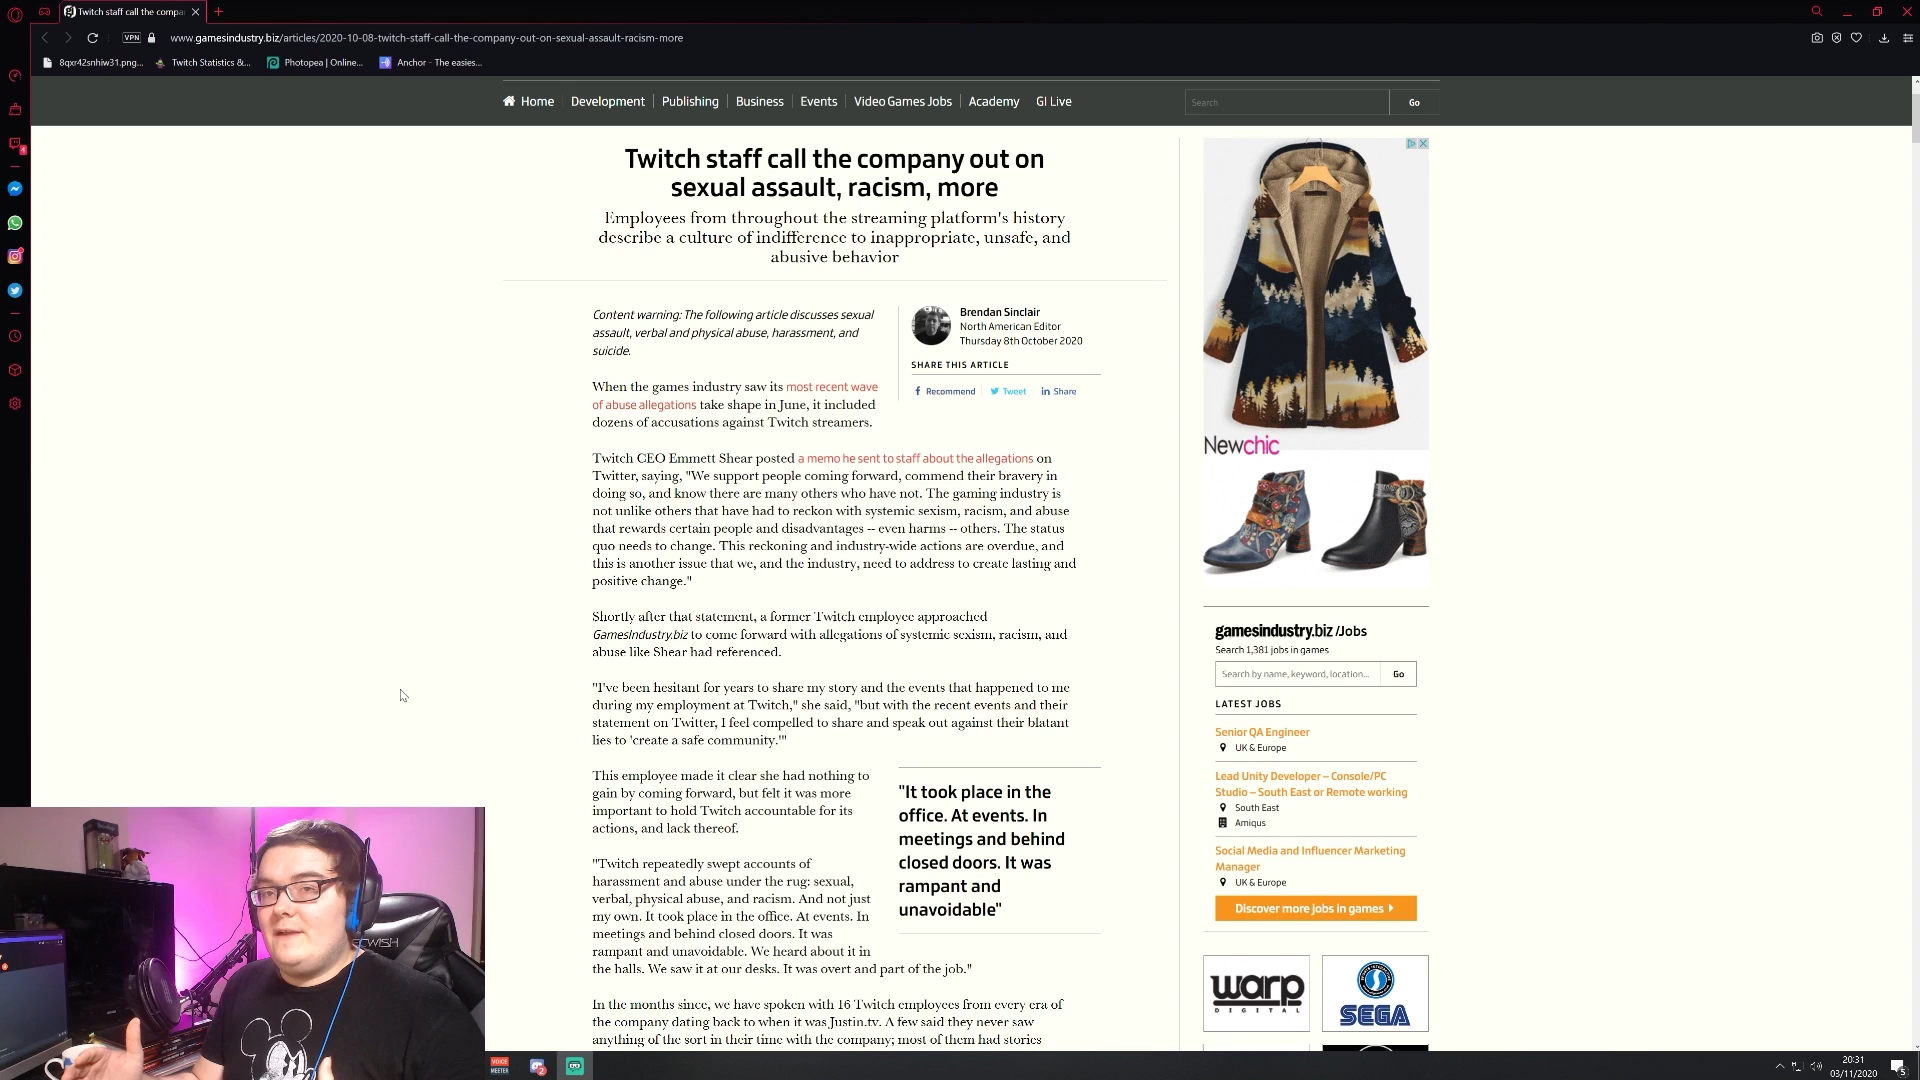 Twitch staff call the compa
VPN
www.gamesindustry.biz/articles/2020-10-08-twitch-staff-call-the-company-out-on-sexual-assault-racism-more
8qxr42snhiw31.png...
Twitch Statistics &...
Photopea | Online...
Anchor - The easies...
Home
Development
Publishing
Business
Events
Video Games Jobs
Academy
GI Live
Search
Go
Twitch staff call the company out on
sexual assault, racism, more
Employees from throughout the streaming platform's history
describe a culture of indifference to inappropriate, unsafe, and
abusive behavior
Content warning: The following article discusses sexual
assault, verbal and physical abuse, harassment, and
suicide.
Brendan Sinclair
North American Editor
Thursday 8th October 2020
SHARE THIS ARTICLE
Recommend
Tweet
in Share
When the games industry saw its most recent wave
of abuse allegations take shape in June, it included
dozens of accusations against Twitch streamers.
Twitch CEO Emmett Shear posted a memo he sent to staff about the allegations on
Twitter, saying, "We support people coming forward, commend their bravery in
doing so, and know there are many others who have not. The gaming industry is
not unlike others that have had to reckon with systemic sexism, racism, and abuse
that rewards certain people and disadvantages -- even harms -- others. The status
quo needs to change. This reckoning and industry-wide actions are overdue, and
this is another issue that we, and the industry, need to address to create lasting and
positive change."
Shortly after that statement, a former Twitch employee approached
GamesIndustry.biz to come forward with allegations of systemic sexism, racism, and
abuse like Shear had referenced.
"I've been hesitant for years to share my story and the events that happened to me
during my employment at Twitch," she said, "but with the recent events and their
statement on Twitter, I feel compelled to share and speak out against their blatant
lies to 'create a safe community.'"
This employee made it clear she had nothing to
gain by coming forward, but felt it was more
important to hold Twitch accountable for its
actions, and lack thereof.
"Twitch repeatedly swept accounts of
harassment and abuse under the rug: sexual,
verbal, physical abuse, and racism. And not just
my own. It took place in the office. At events. In
meetings and behind closed doors. It was
rampant and unavoidable. We heard about it in
the halls. We saw it at our desks. It was overt and part of the job."
"It took place in the
office. At events. In
meetings and behind
closed doors. It was
rampant and
unavoidable"
In the months since, we have spoken with 16 Twitch employees from every era of
the company dating back to when it was Justin.tv. A few said they never saw
anything of the sort in their time with the company; most of them had stories
Newchic
gamesindustry.biz /Jobs
Search 1,381 jobs in games
Search by name, keyword, location...
Go
LATEST JOBS
Senior QA Engineer
UK & Europe
Lead Unity Developer – Console/PC
Studio – South East or Remote working
South East
Amiqus
Social Media and Influencer Marketing
Manager
UK & Europe
Discover more jobs in games
warp
DIGITAL
SEGA
ECWISH
VOICE
MEETER
2
20:31
03/11/2020
5